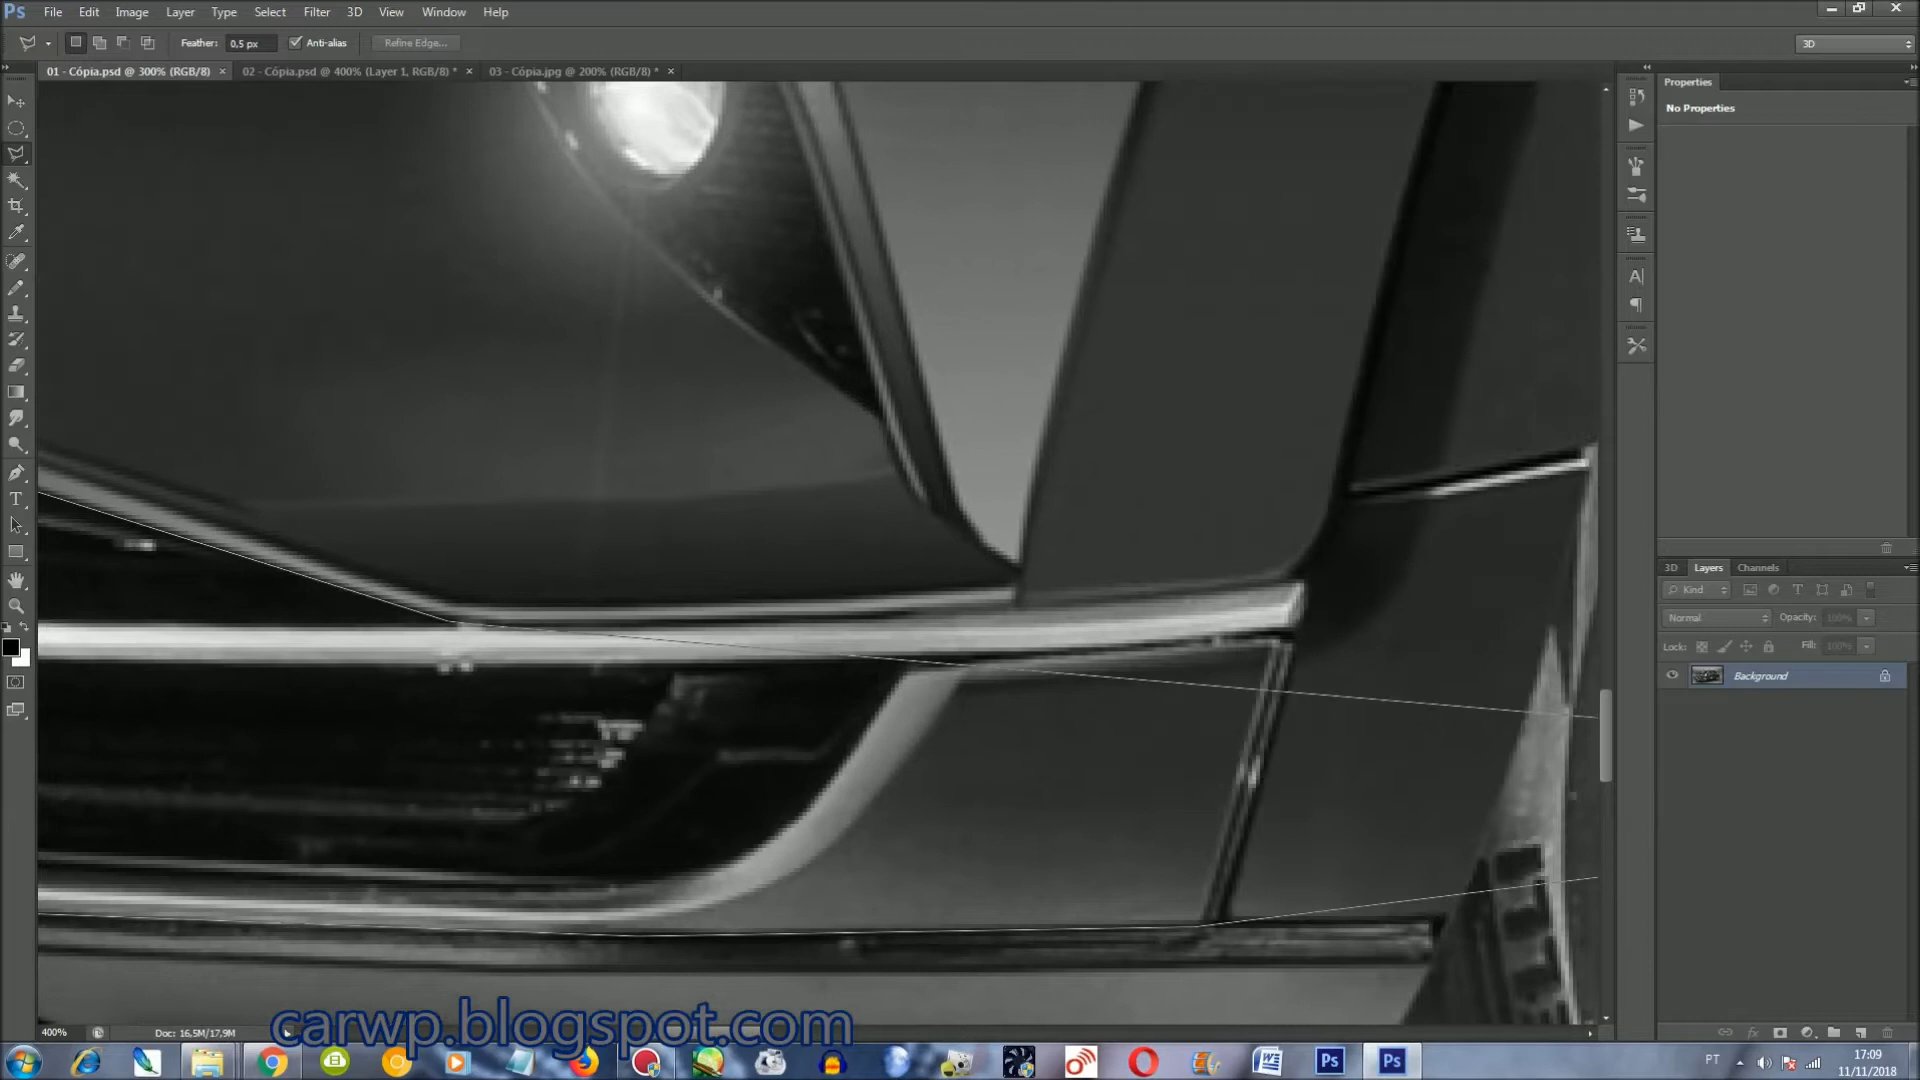 Ps File Edit Image Layer Type Select Filter 3D View Window Help
Feather: 0,5 px Anti-alias Refine Edge... 3D
01 - Cópia.psd @ 300% (RGB/8) × 02 - Cópia.psd @ 400% (Layer 1, RGB/8) * × 03 - Cópia.jpg @ 200% (RGB/8) * ×
Properties
No Properties
3D Layers Channels
Kind
Normal Opacity: 100%
Lock: Fill: 100%
Background
400% Doc: 16,5M/17,9M
carwp.blogspot.com
PT 17:09
11/11/2018